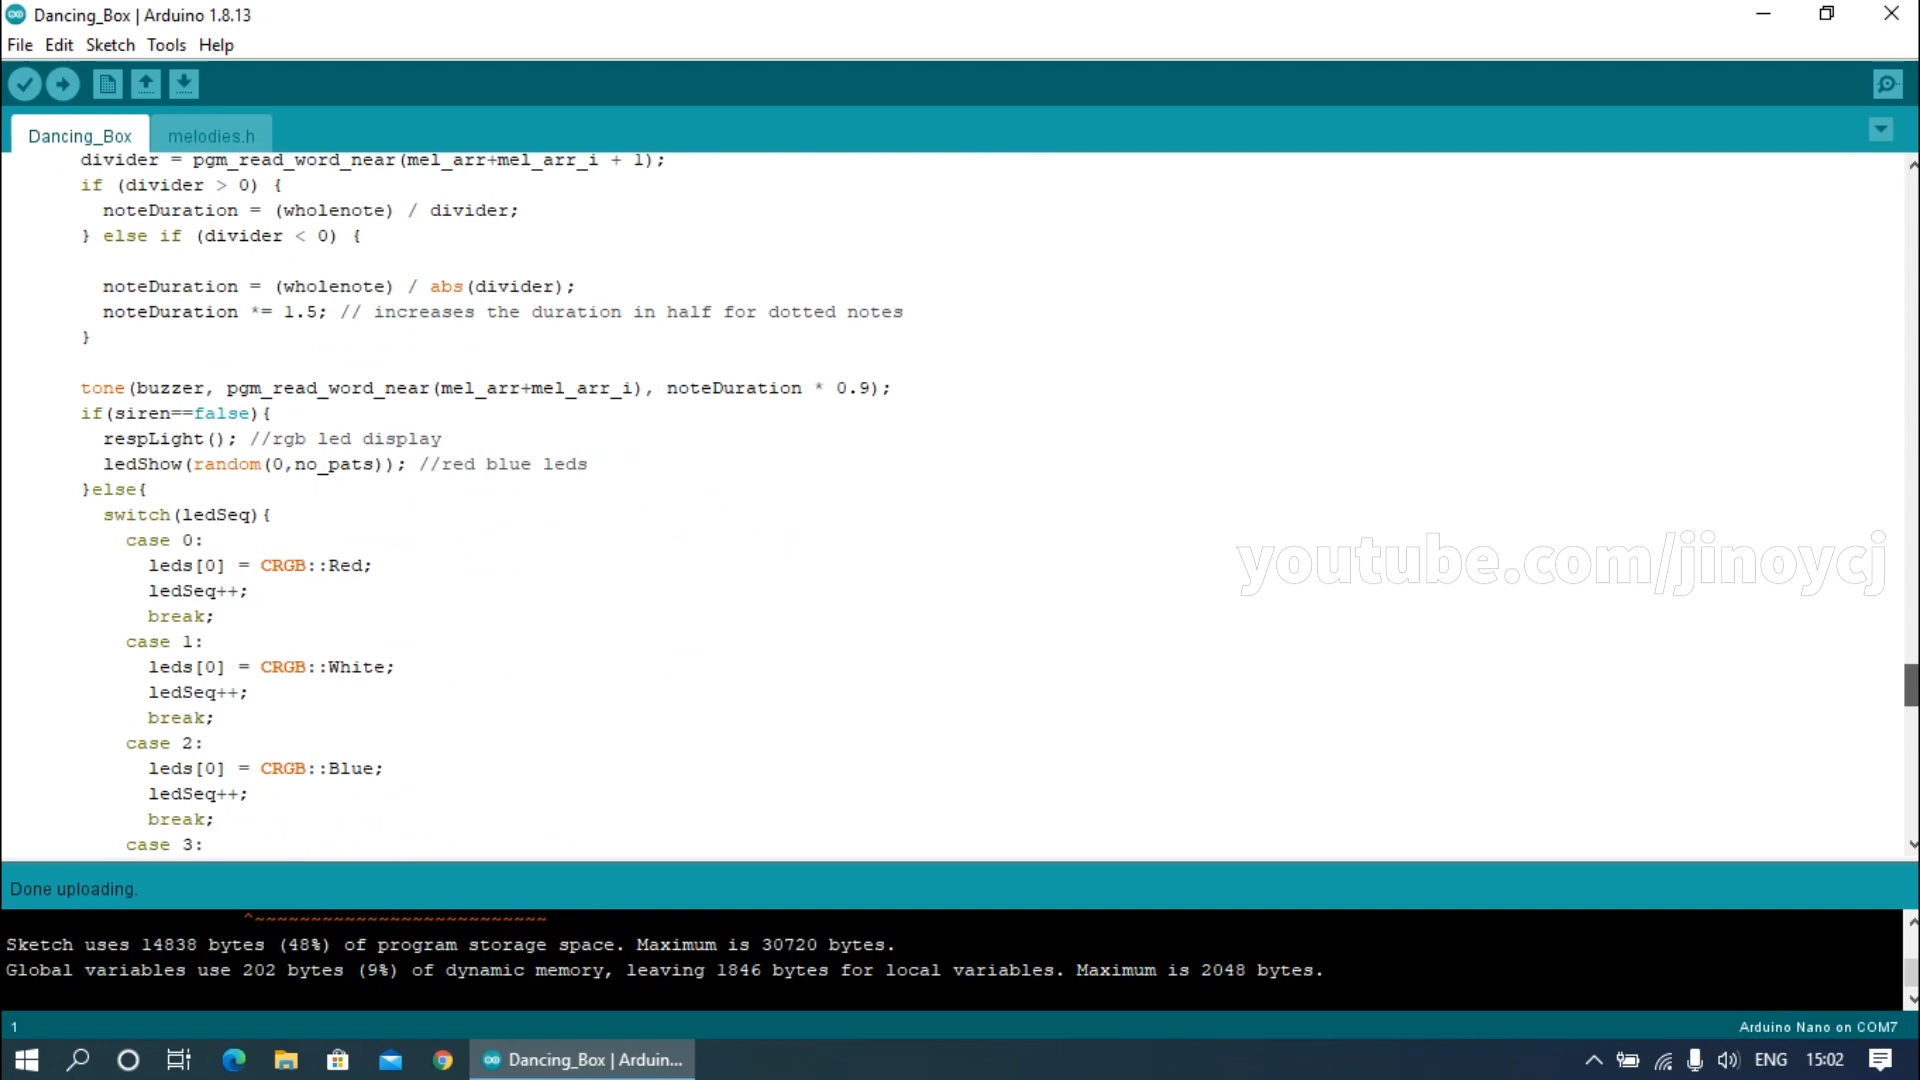 Dancing_Box | Arduino 1.8.13
File Edit Sketch Tools Help
Dancing_Box melodies.h
divider = pgm_read_word_near(mel_arr+mel_arr_i + 1);
if (divider > 0) {
noteDuration = (wholenote) / divider;
} else if (divider < 0) {
noteDuration = (wholenote) / abs(divider);
noteDuration *= 1.5; // increases the duration in half for dotted notes
}
tone(buzzer, pgm_read_word_near(mel_arr+mel_arr_i), noteDuration * 0.9);
if(siren==false){
respLight(); //rgb led display
ledShow(random(0,no_pats)); //red blue leds
}else{
switch(ledSeq){
case 0:
leds[0] = CRGB::Red;
ledSeq++;
break;
case 1:
leds[0] = CRGB::White;
ledSeq++;
break;
case 2:
leds[0] = CRGB::Blue;
ledSeq++;
break;
case 3:
youtube.com/jinoycj
Done uploading.
^~~~~~~~~~~~~~~~~~~~~~~~~~~
Sketch uses 14838 bytes (48%) of program storage space. Maximum is 30720 bytes.
Global variables use 202 bytes (9%) of dynamic memory, leaving 1846 bytes for local variables. Maximum is 2048 bytes.
1 Arduino Nano on COM7
Dancing_Box | Arduin... ENG 15:02